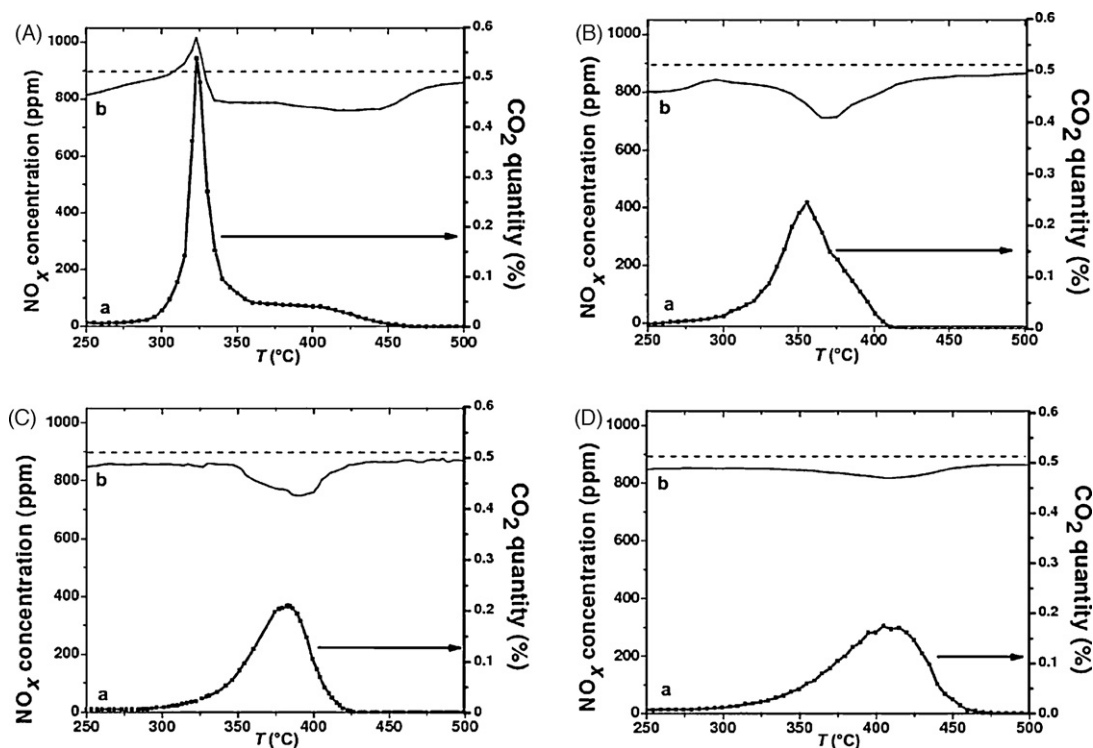 (A)
NOx concentration (ppm)
1000
800
600
400
200
0
b
a
0.6
0.5
0.4
0.3
0.2
0.1
0
CO2 quantity (%)
250 300 350 400 450 500
T (°C)
(B)
NOx concentration (ppm)
1000
800
600
400
200
0
b
a
0.6
0.5
0.4
0.3
0.2
0.1
0
CO2 quantity (%)
250 300 350 400 450 500
T (°C)
(C)
NOx concentration (ppm)
1000
800
600
400
200
0
b
a
0.6
0.5
0.4
0.3
0.2
0.1
0
CO2 quantity (%)
250 300 350 400 450 500
T (°C)
(D)
NOx concentration (ppm)
1000
800
600
400
200
0
b
a
0.6
0.5
0.4
0.3
0.2
0.1
0.0
CO2 quantity (%)
250 300 350 400 450 500
T (°C)